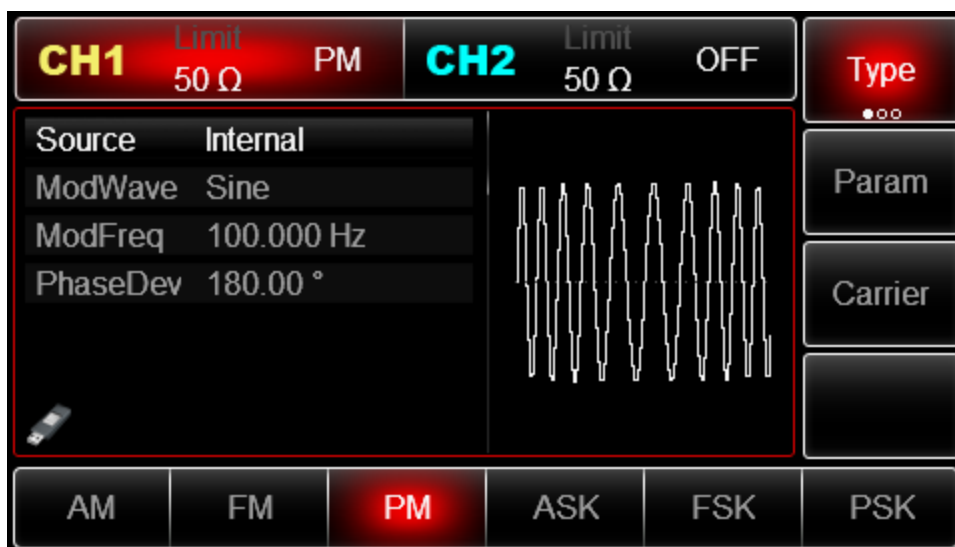 CH1 Limit 50 Ω PM CH2 Limit 50 Ω OFF Type
Source Internal
ModWave Sine
ModFreq 100.000 Hz
PhaseDev 180.00 °
Param
Carrier
AM FM PM ASK FSK PSK